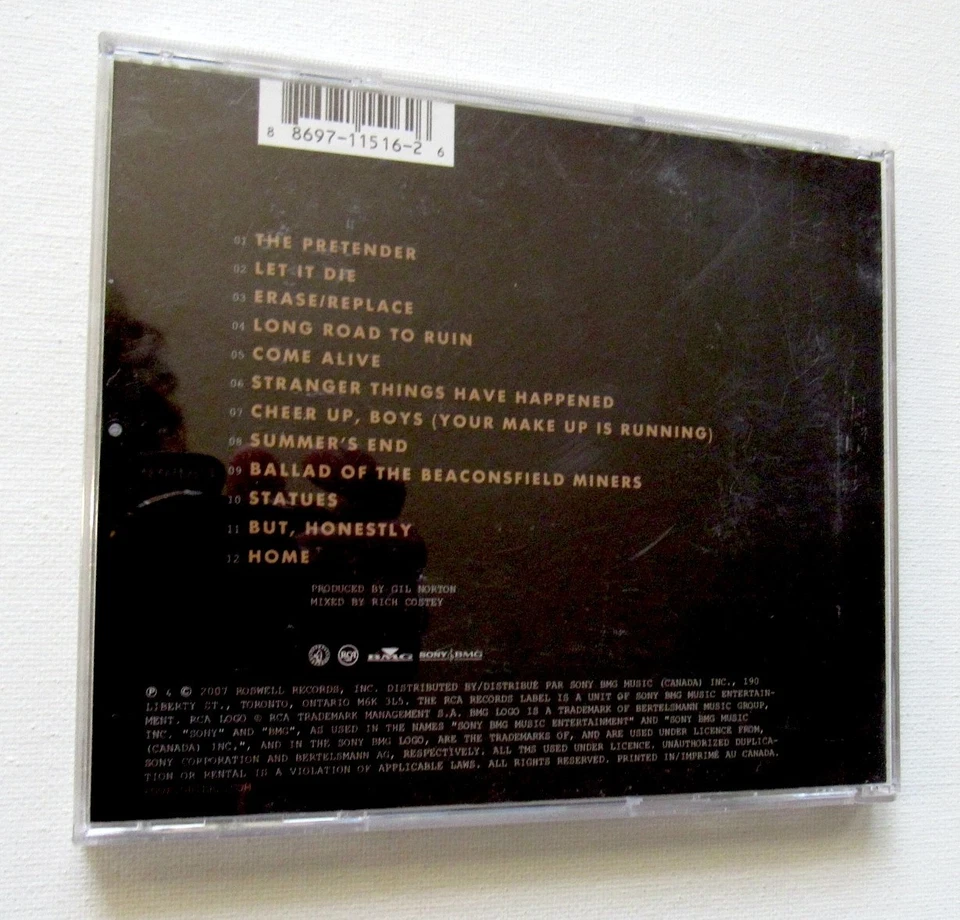 8 8697-11516-2 6
01 THE PRETENDER
02 LET IT DIE
03 ERASE/REPLACE
04 LONG ROAD TO RUIN
05 COME ALIVE
06 STRANGER THINGS HAVE HAPPENED
07 CHEER UP, BOYS (YOUR MAKE UP IS RUNNING)
08 SUMMER'S END
09 BALLAD OF THE BEACONSFIELD MINERS
10 STATUES
11 BUT, HONESTLY
12 HOME
PRODUCED BY GIL NORTON
MIXED BY RICH COSTEY
BMG SONY BMG
℗ & © 2007 ROSWELL RECORDS, INC. DISTRIBUTED BY/DISTRIBUÉ PAR SONY BMG MUSIC (CANADA) INC., 190
LIBERTY ST., TORONTO, ONTARIO M6K 3L5. THE RCA RECORDS LABEL IS A UNIT OF SONY BMG MUSIC ENTERTAIN-
MENT. RCA LOGO ® RCA TRADEMARK MANAGEMENT S.A. BMG LOGO IS A TRADEMARK OF BERTELSMANN MUSIC GROUP,
INC. "SONY" AND "BMG", AS USED IN THE NAMES "SONY BMG MUSIC ENTERTAINMENT" AND "SONY BMG MUSIC
(CANADA) INC.", AND IN THE SONY BMG LOGO, ARE THE TRADEMARKS OF, AND ARE USED UNDER LICENCE FROM,
SONY CORPORATION AND BERTELSMANN AG, RESPECTIVELY. ALL TMS USED UNDER LICENCE. UNAUTHORIZED DUPLICA-
TION OR RENTAL IS A VIOLATION OF APPLICABLE LAWS. ALL RIGHTS RESERVED. PRINTED IN/IMPRIMÉ AU CANADA.